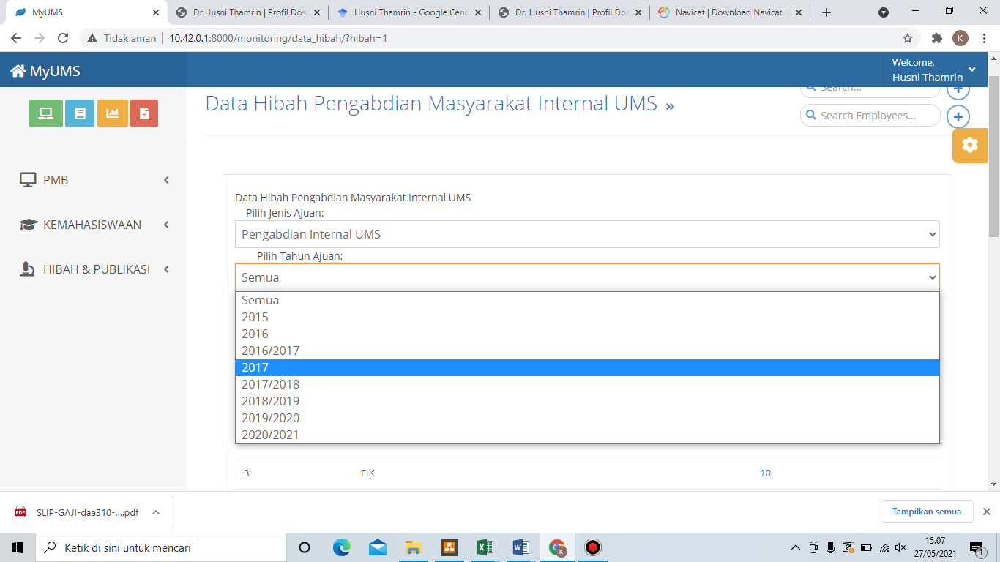 MyUMS
Dr Husni Thamrin | Profil Dos
Husni Thamrin - Google Cend
Dr. Husni Thamrin | Profil Dos
Navicat | Download Navicat |
Tidak aman
10.42.0.1:8000/monitoring/data_hibah/?hibah=1
K
MyUMS
Welcome,
Husni Thamrin
Data Hibah Pengabdian Masyarakat Internal UMS »
Search...
Search Employees...
PMB
KEMAHASISWAAN
HIBAH & PUBLIKASI
Data Hibah Pengabdian Masyarakat Internal UMS
Pilih Jenis Ajuan:
Pengabdian Internal UMS
Pilih Tahun Ajuan:
Semua
Semua
2015
2016
2016/2017
2017
2017/2018
2018/2019
2019/2020
2020/2021
3 FIK 10
PDF
SLIP-GAJI-daa310-....pdf
Tampilkan semua
Ketik di sini untuk mencari
K
15.07
27/05/2021
1